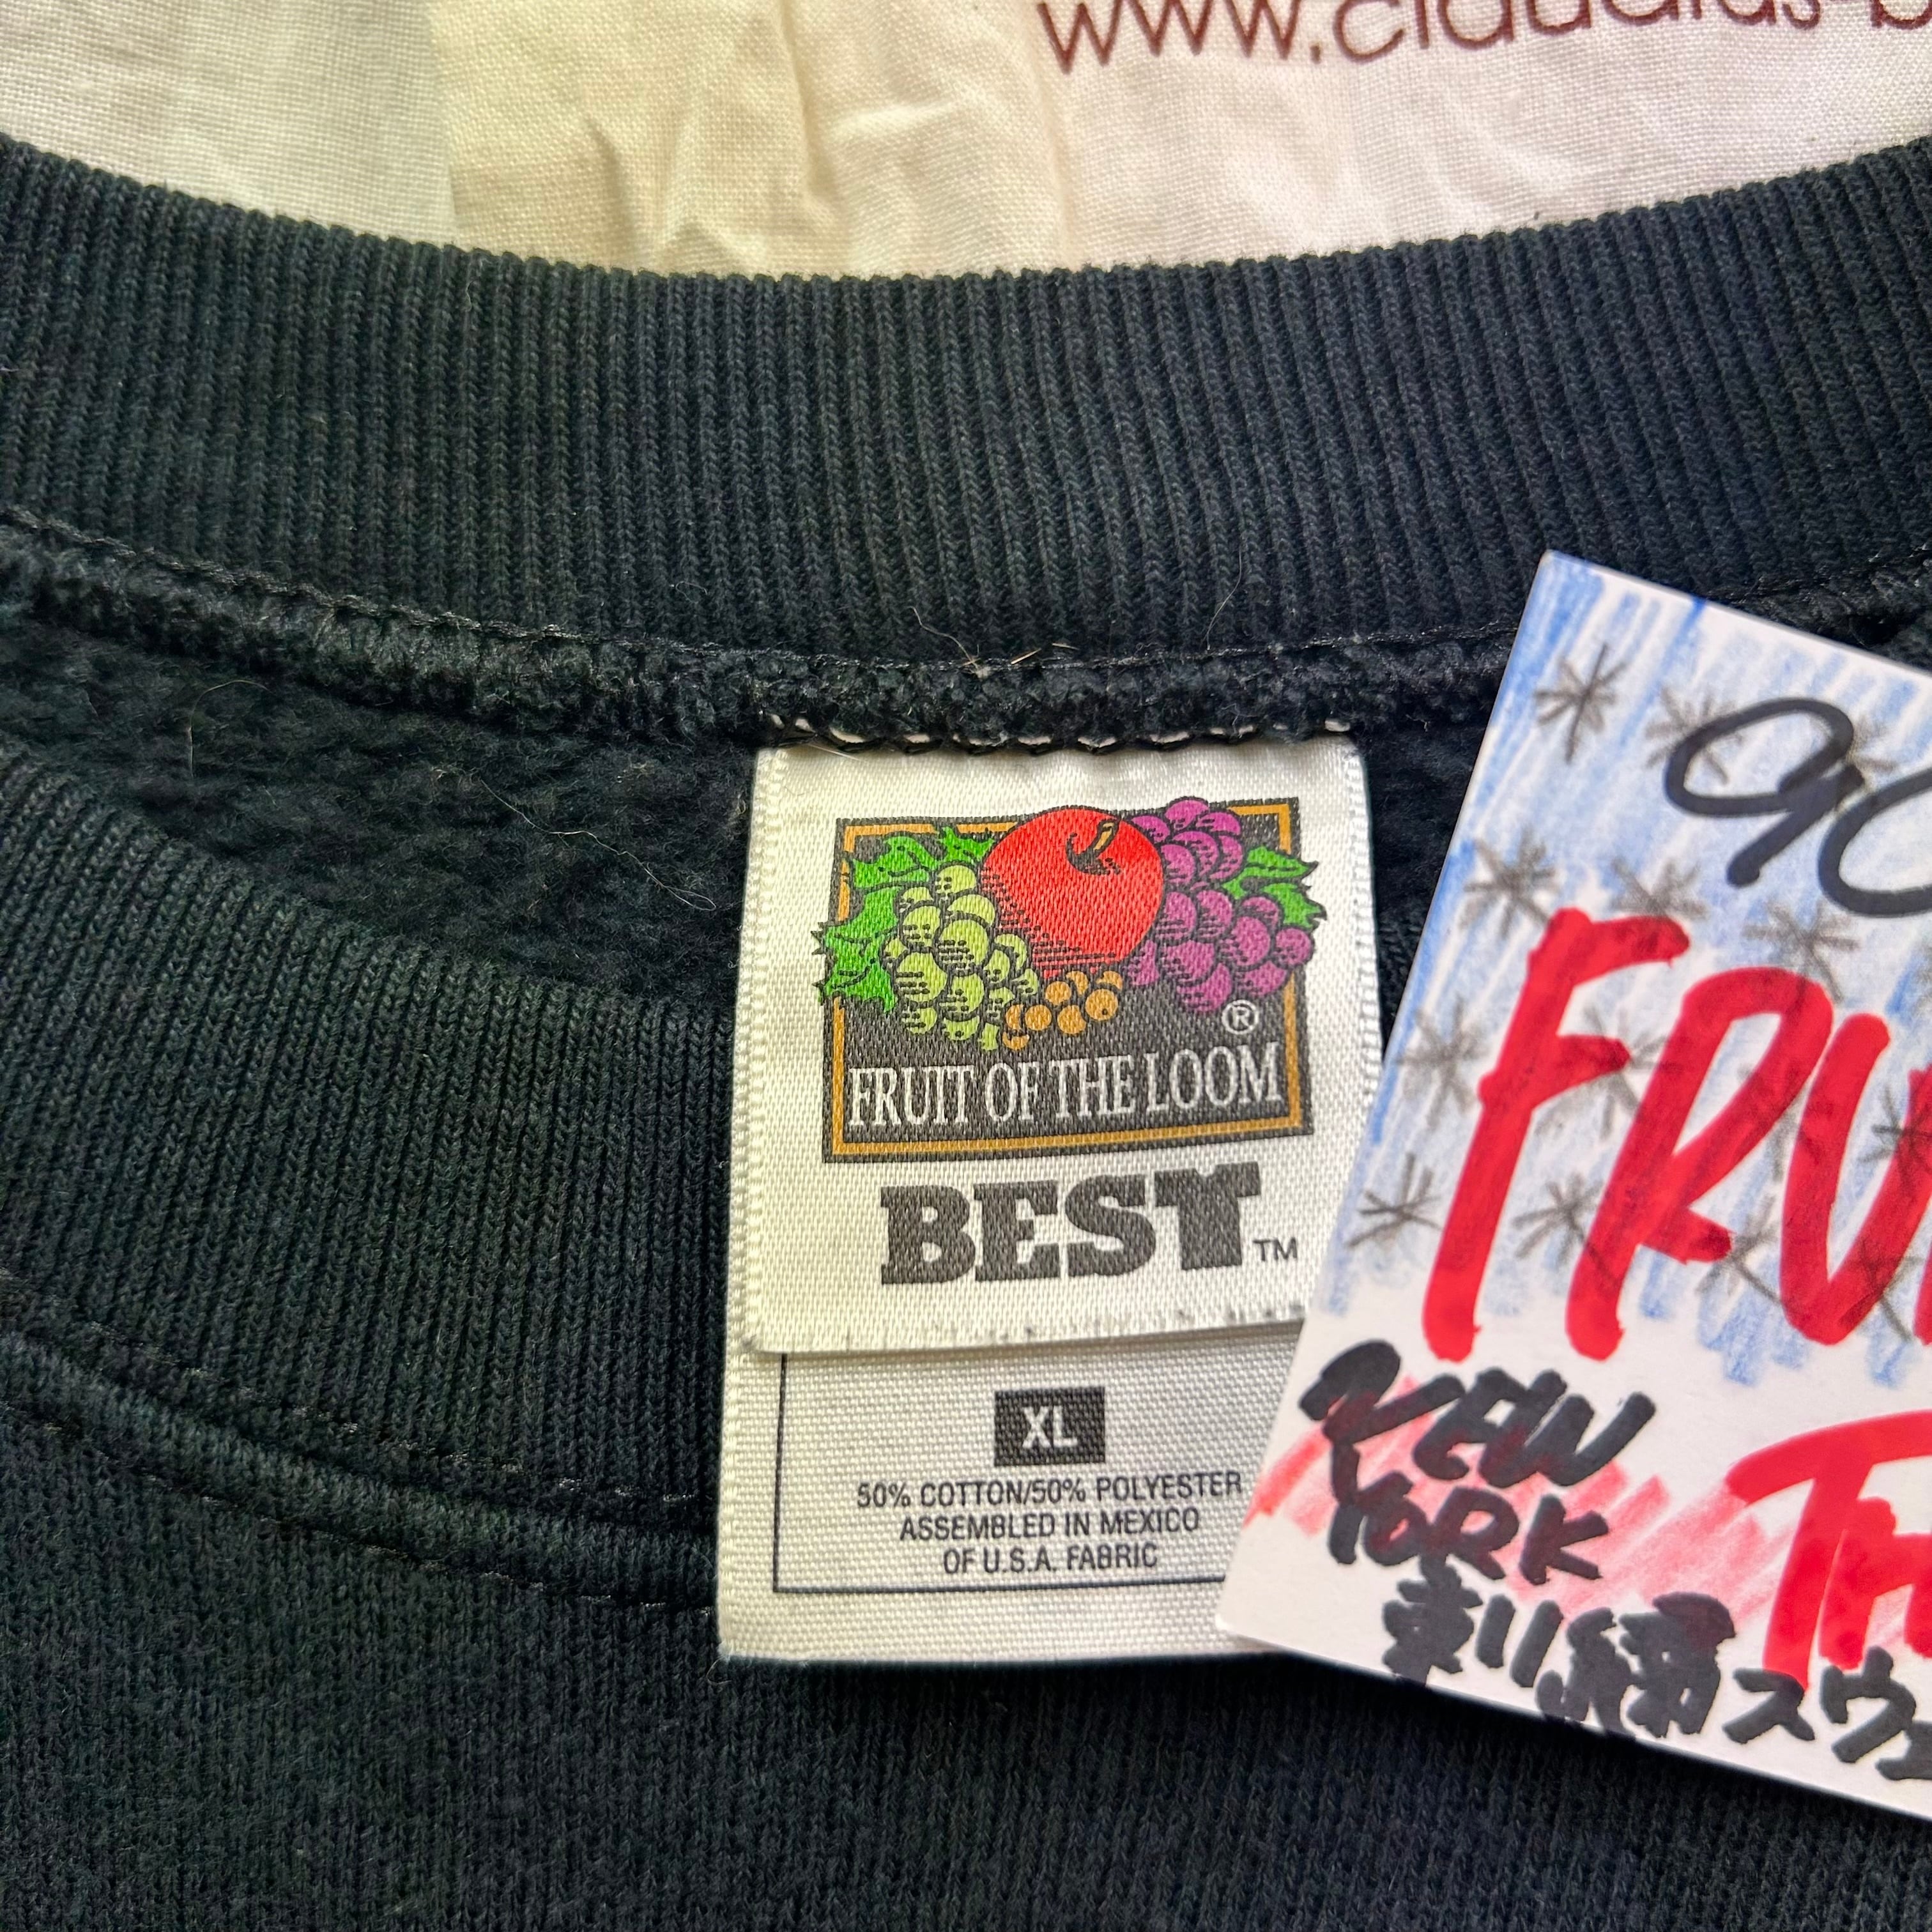 www.claudias-b
®
FRUIT OF THE LOOM
BEST™
XL
50% COTTON/50% POLYESTER
ASSEMBLED IN MEXICO
OF U.S.A. FABRIC
90
FRU
NEW
YORK
刺繍スウェ